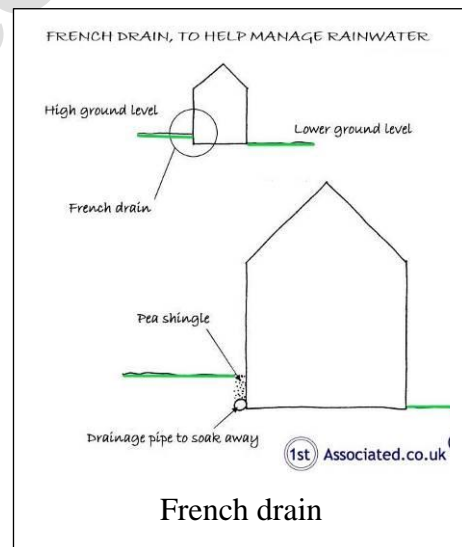 FRENCH DRAIN, TO HELP MANAGE RAINWATER
High ground level
Lower ground level
French drain
Pea shingle
Drainage pipe to soak away
1st Associated.co.uk
French drain